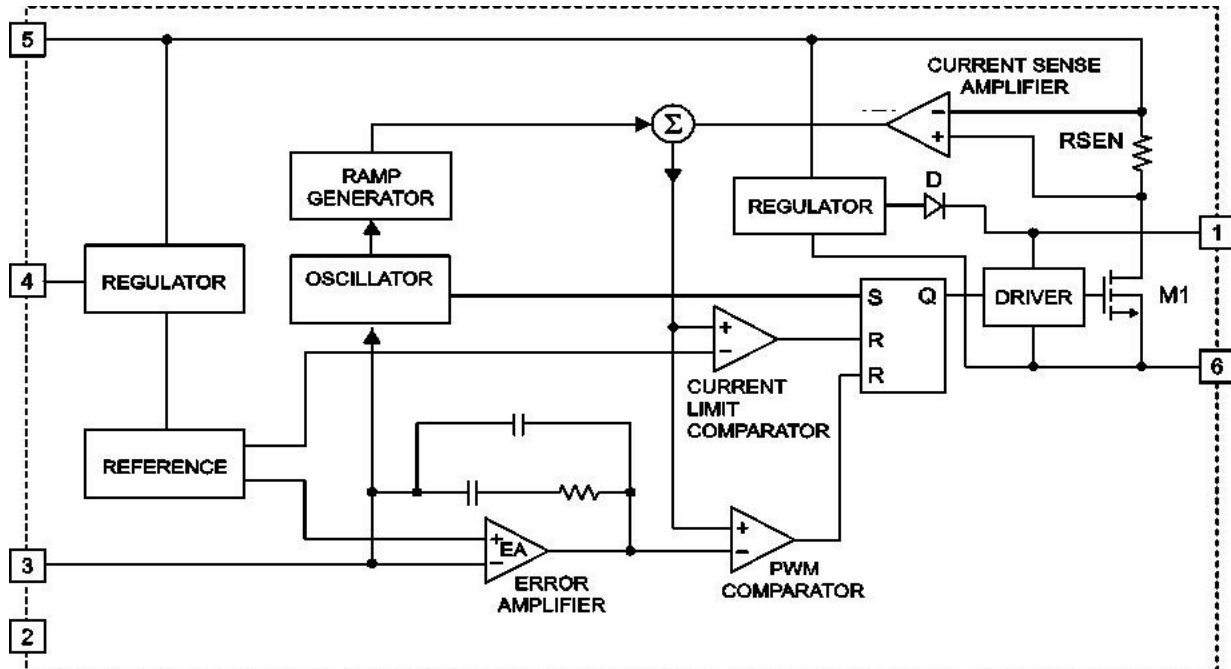 5
CURRENT SENSE
AMPLIFIER
Σ
−
+
RSEN
RAMP
GENERATOR
D
REGULATOR
1
4
REGULATOR
OSCILLATOR
S
Q
DRIVER
M1
+
−
R
R
6
CURRENT
LIMIT
COMPARATOR
REFERENCE
+
−
EA
+
−
3
ERROR
AMPLIFIER
PWM
COMPARATOR
2